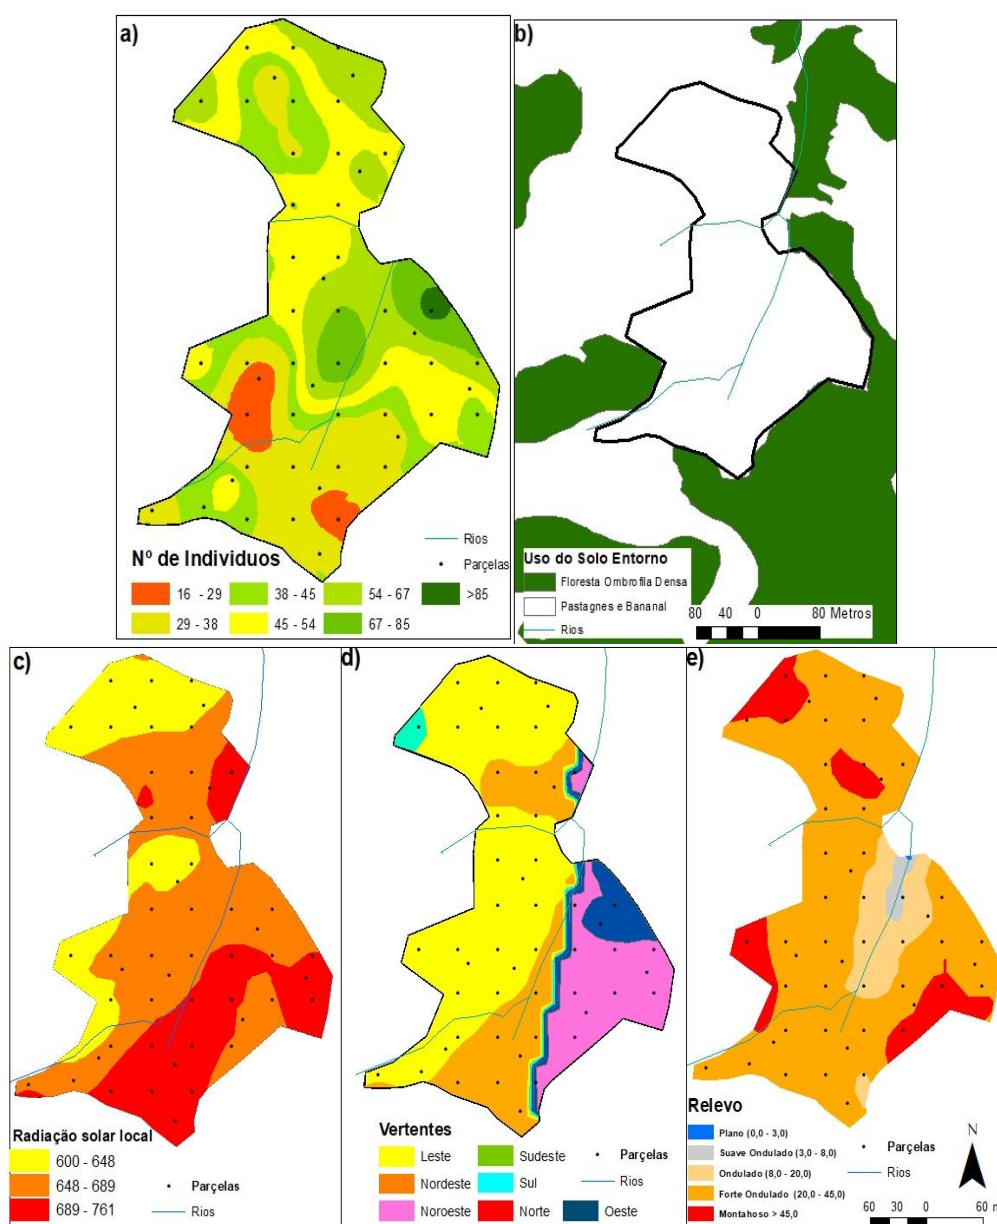 a)
Nº de Individuos
16 - 29
38 - 45
54 - 67
>85
29 - 38
45 - 54
67 - 85
Rios
Parçelas
b)
Uso do Solo Entorno
Floresta Ombrofila Densa
Pastagnes e Bananal
Rios
80 40 0 80 Metros
c)
Radiação solar local
600 - 648
648 - 689
689 - 761
Parçelas
Rios
d)
Vertentes
Leste
Nordeste
Noroeste
Sudeste
Sul
Norte
Parçelas
Rios
Oeste
e)
Relevo
Plano (0,0 - 3,0)
Suave Ondulado (3,0 - 8,0)
Ondulado (8,0 - 20,0)
Forte Ondulado (20,0 - 45,0)
Montahoso > 45,0
Parçelas
Rios
N
60 30 0 60 m